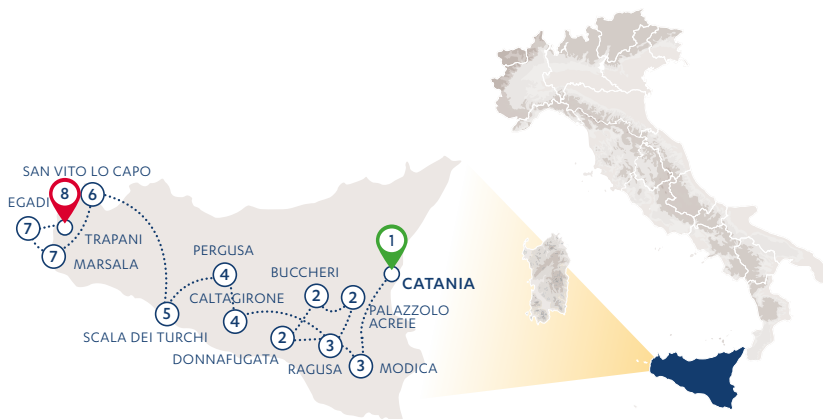 SAN VITO LO CAPO
8
6
EGADI
7
TRAPANI
7
MARSALA
1
CATANIA
PERGUSA
4
BUCCHERI
2
2
CALTAGIRONE
PALAZZOLO
ACREIE
5
4
SCALA DEI TURCHI
2
3
DONNAFUGATA
RAGUSA
3
MODICA